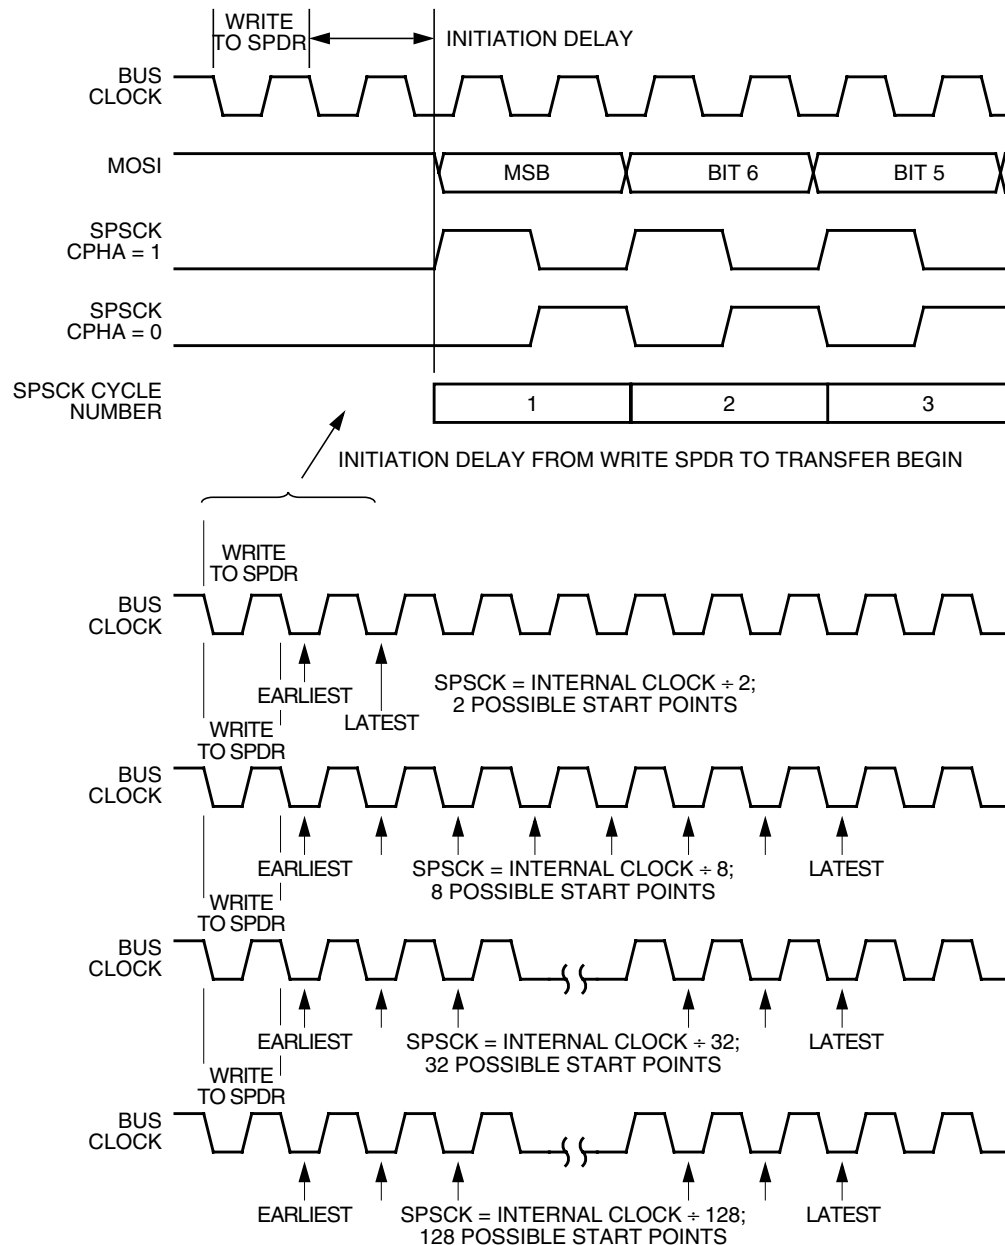 WRITE
TO SPDR
INITIATION DELAY
BUS
CLOCK
MOSI
MSB
BIT 6
BIT 5
SPSCK
CPHA = 1
SPSCK
CPHA = 0
SPSCK CYCLE
NUMBER
1
2
3
INITIATION DELAY FROM WRITE SPDR TO TRANSFER BEGIN
WRITE
TO SPDR
BUS
CLOCK
EARLIEST
LATEST
SPSCK = INTERNAL CLOCK ÷ 2;
2 POSSIBLE START POINTS
WRITE
TO SPDR
BUS
CLOCK
EARLIEST
SPSCK = INTERNAL CLOCK ÷ 8;
8 POSSIBLE START POINTS
LATEST
WRITE
TO SPDR
BUS
CLOCK
EARLIEST
SPSCK = INTERNAL CLOCK ÷ 32;
32 POSSIBLE START POINTS
LATEST
WRITE
TO SPDR
BUS
CLOCK
EARLIEST
SPSCK = INTERNAL CLOCK ÷ 128;
128 POSSIBLE START POINTS
LATEST